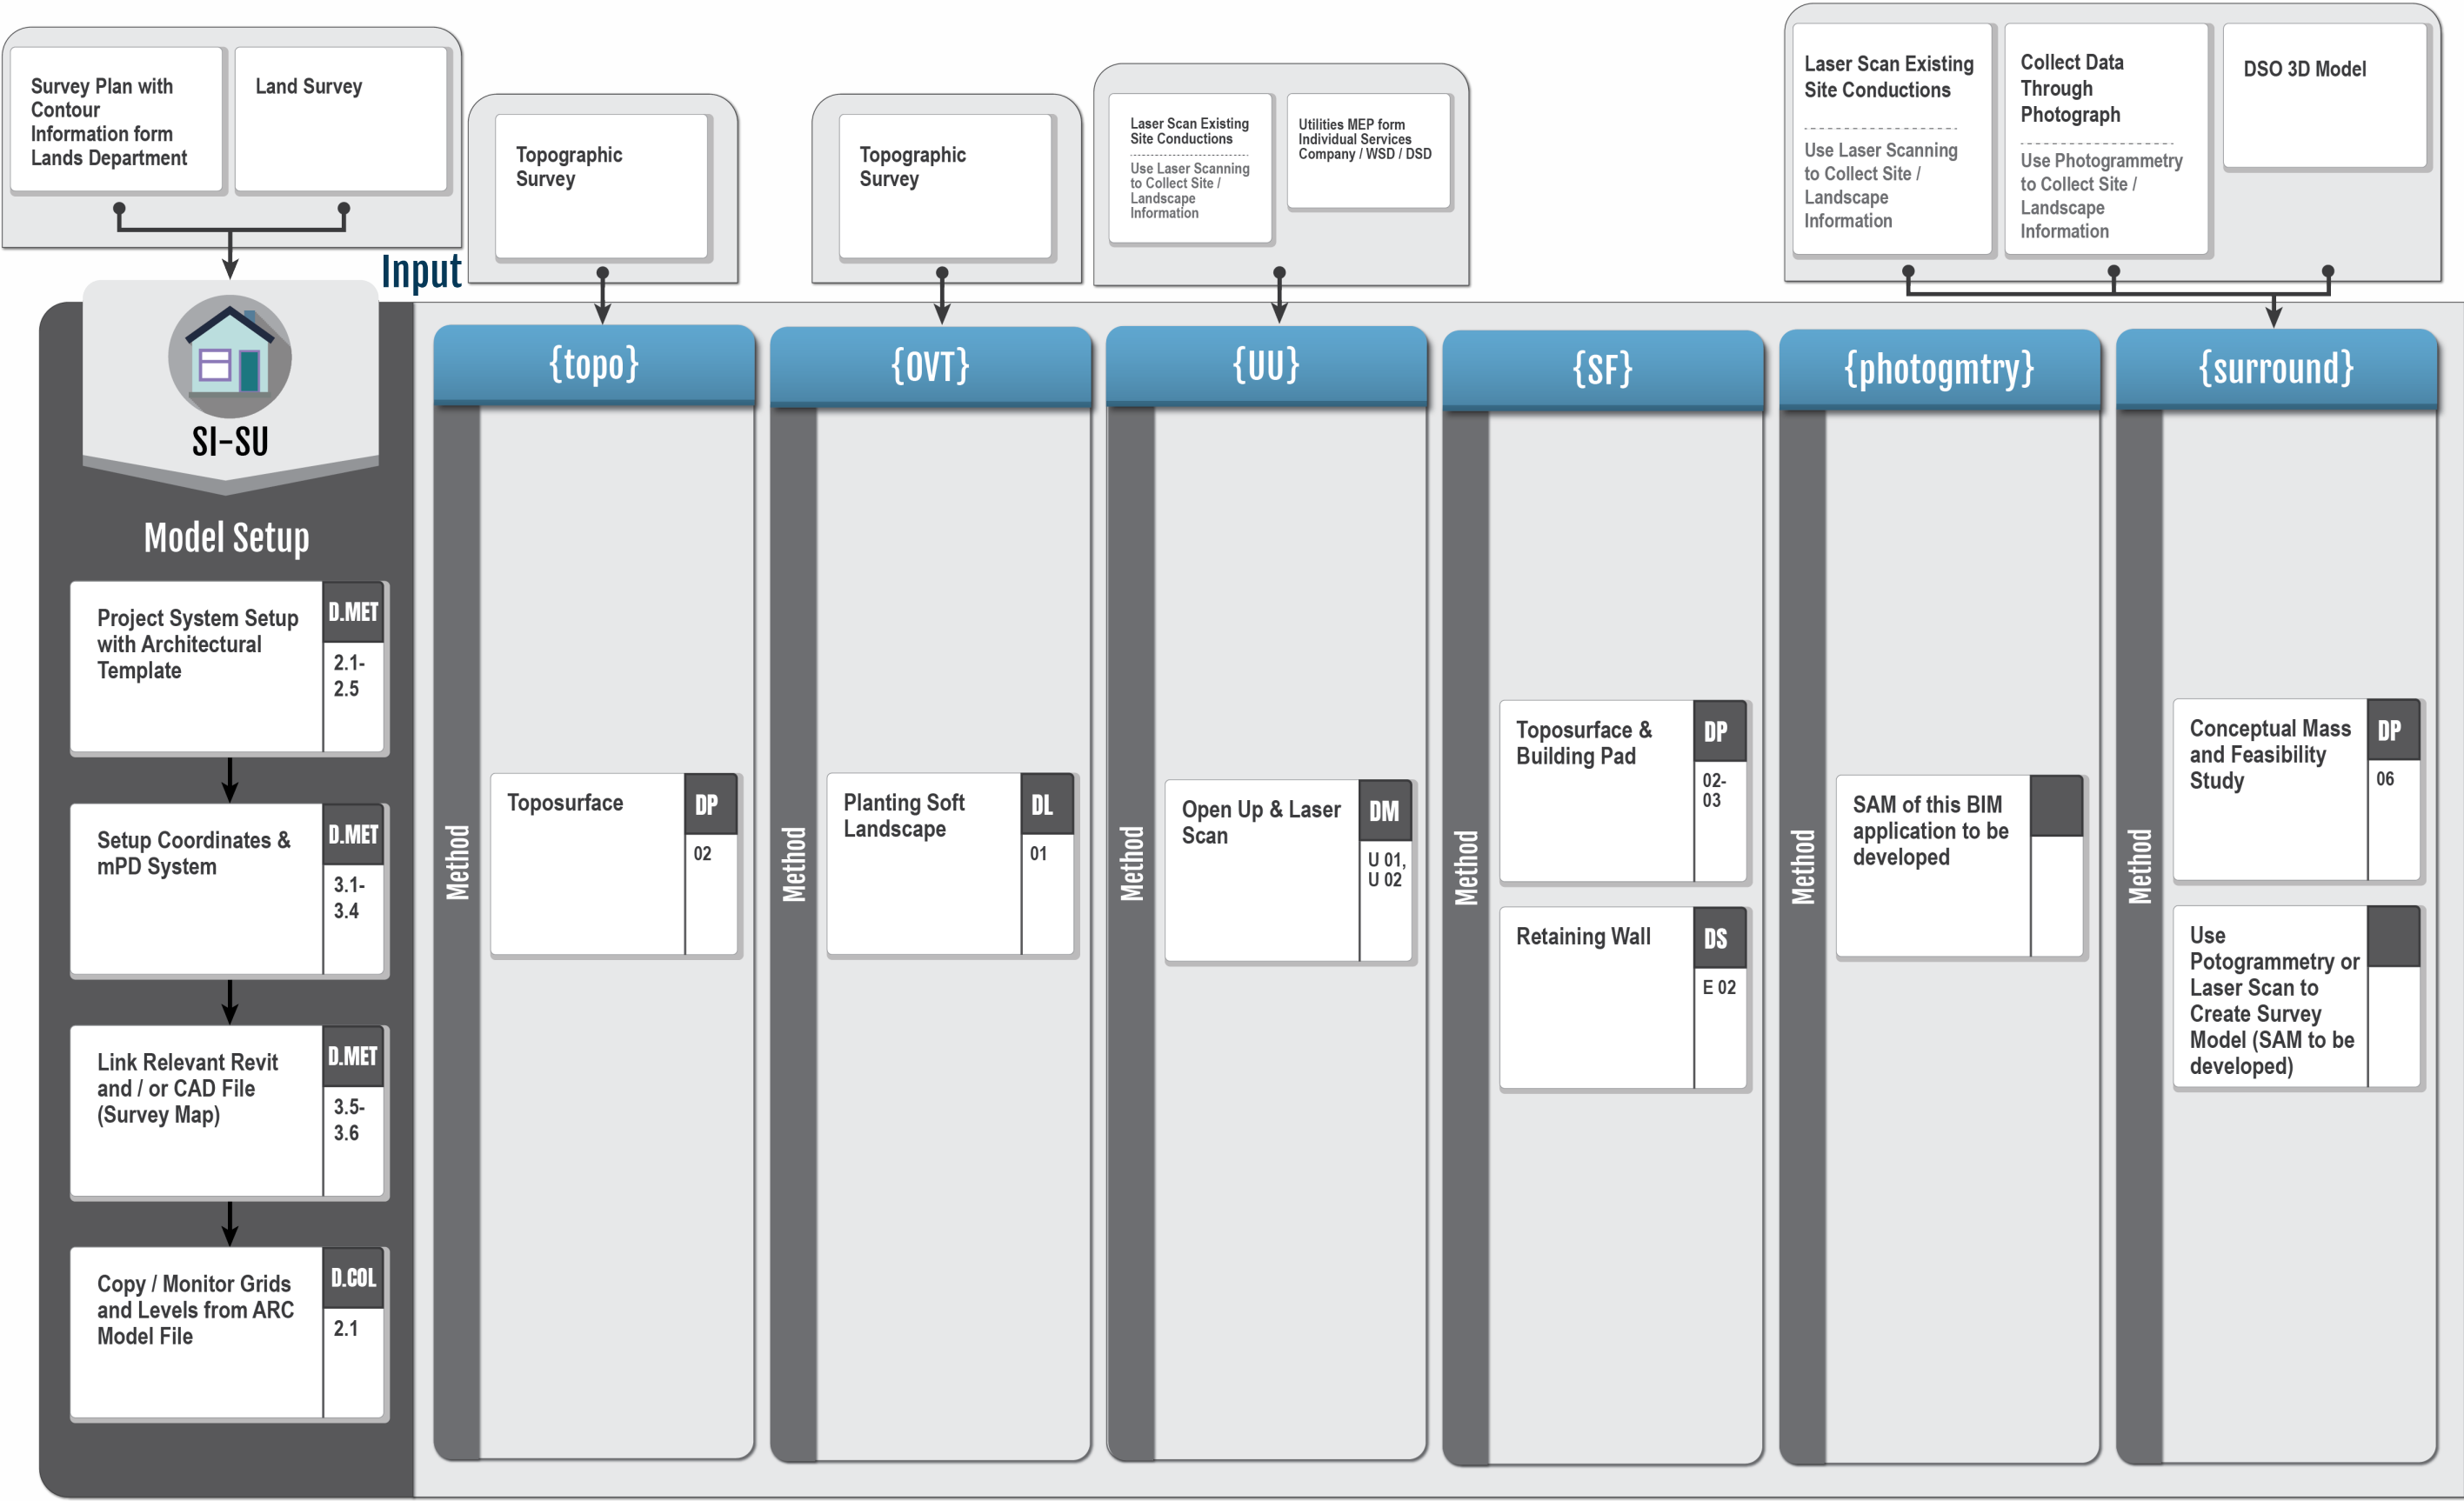 Survey Plan with
Contour
Information form
Lands Department
Land Survey
Topographic
Survey
Topographic
Survey
Laser Scan Existing
Site Conductions
Use Laser Scanning
to Collect Site /
Landscape
Information
Utilities MEP form
Individual Services
Company / WSD / DSD
Laser Scan Existing
Site Conductions
Use Laser Scanning
to Collect Site /
Landscape
Information
Collect Data
Through
Photograph
Use Photogrammetry
to Collect Site /
Landscape
Information
DSO 3D Model
Input
SI-SU
Model Setup
Project System Setup
with Architectural
Template
D.MET
2.1-
2.5
Setup Coordinates &
mPD System
D.MET
3.1-
3.4
Link Relevant Revit
and / or CAD File
(Survey Map)
D.MET
3.5-
3.6
Copy / Monitor Grids
and Levels from ARC
Model File
D.COL
2.1
{topo}
Method
Toposurface
DP
02
{OVT}
Method
Planting Soft
Landscape
DL
01
{UU}
Method
Open Up & Laser
Scan
DM
U 01,
U 02
{SF}
Method
Toposurface &
Building Pad
DP
02-
03
Retaining Wall
DS
E 02
{photogmtry}
Method
SAM of this BIM
application to be
developed
{surround}
Method
Conceptual Mass
and Feasibility
Study
DP
06
Use
Potogrammetry or
Laser Scan to
Create Survey
Model (SAM to be
developed)